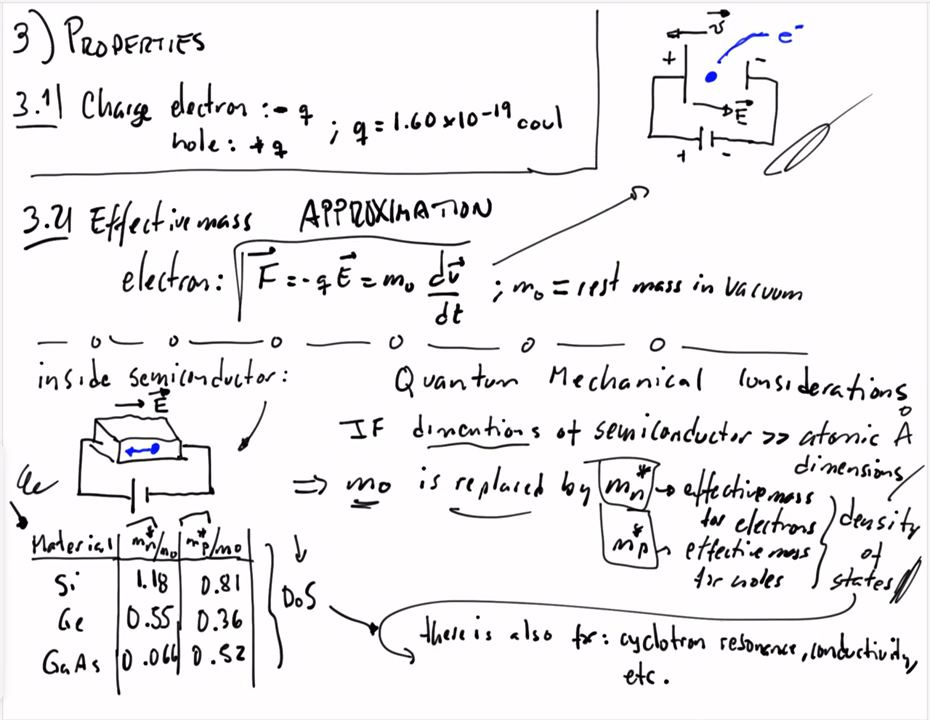 3) PROPERTIES
3.1 Charge electron : - q
hole : + q ; q = 1.60 x 10^-19 coul
v
e-
+ -
E
+ -
3.2 Effective mass APPROXIMATION
electron: F = -qE = m₀ dv/dt ; m₀ = rest mass in vacuum
inside semiconductor:
E
Quantum Mechanical Considerations
IF dimentions of semiconductor >> atomic Å
dimensions
=> m₀ is replaced by mn* → effective mass
for electrons
mp* → effective mass
for holes
density
of
states
Material | mn*/m₀ | mp*/m₀
Si | 1.18 | 0.81
Ge | 0.55 | 0.36
GaAs | 0.066 | 0.52
DoS
there is also for: cyclotron resonance, conductivity,
etc.